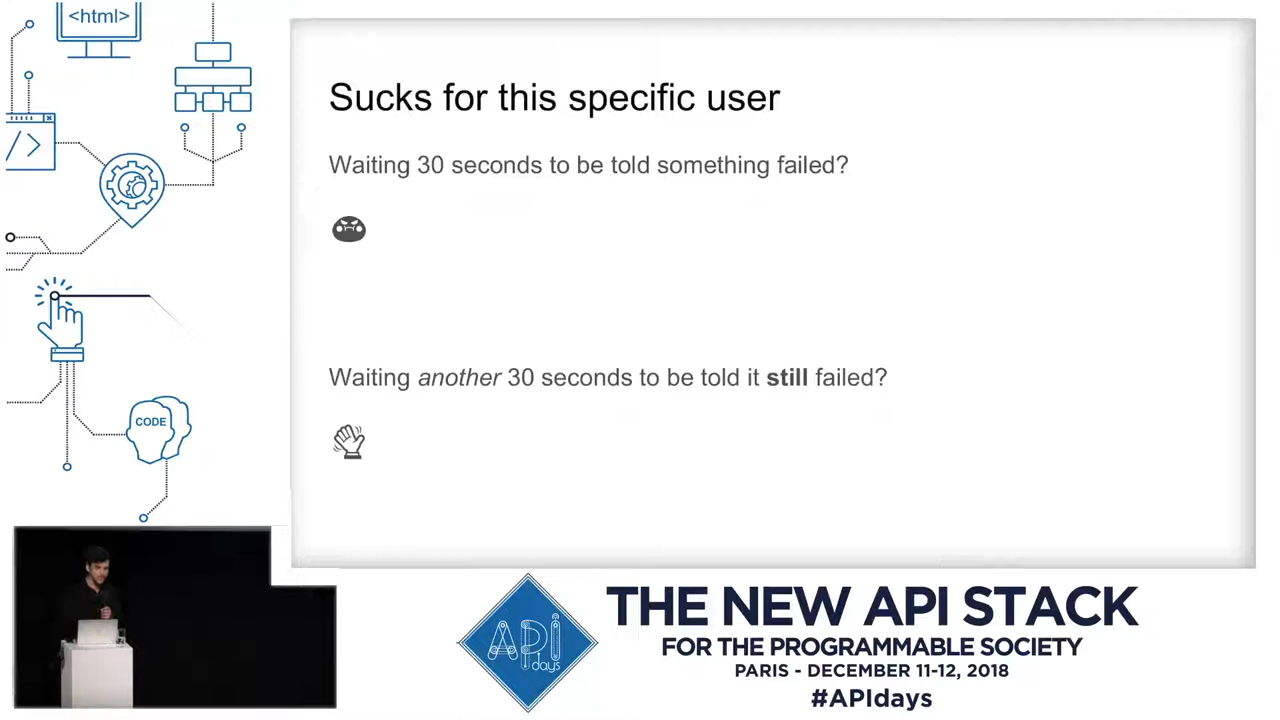 <html>
Sucks for this specific user
Waiting 30 seconds to be told something failed?
</>
Waiting another 30 seconds to be told it still failed?
CODE
API
days
THE NEW API STACK
FOR THE PROGRAMMABLE SOCIETY
PARIS - DECEMBER 11-12, 2018
#APIdays